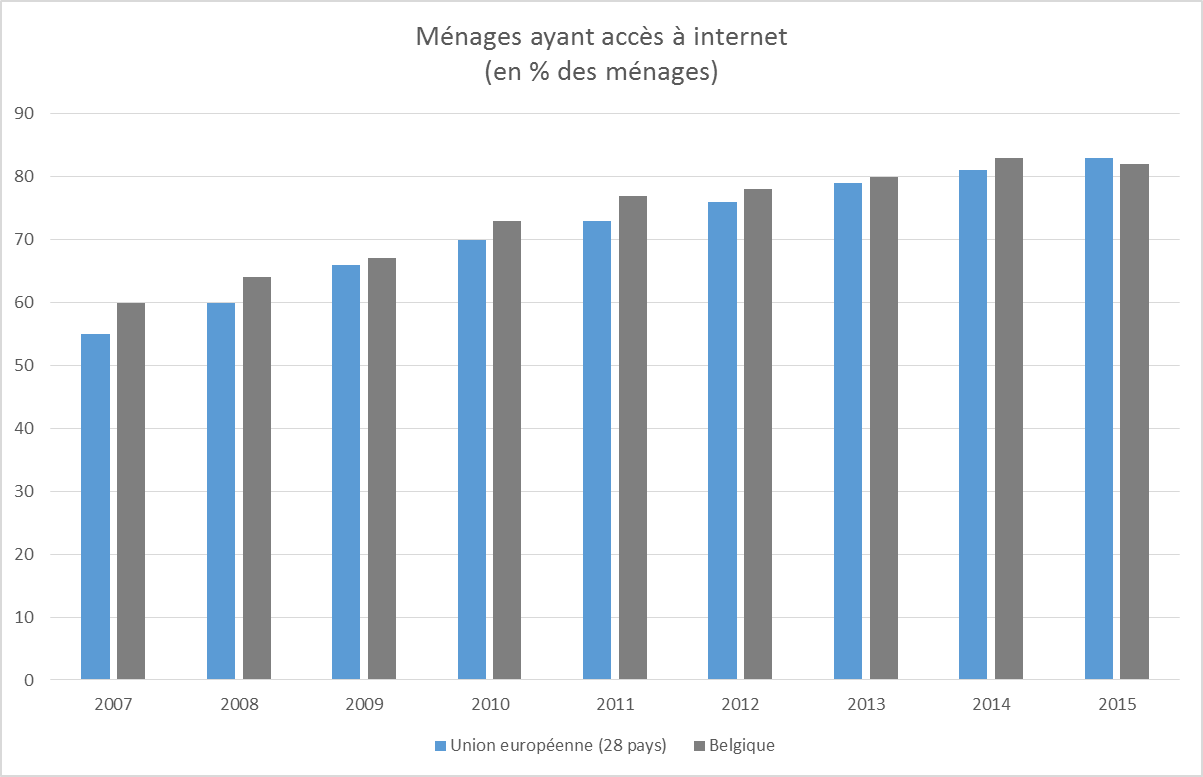 Ménages ayant accès à internet
(en % des ménages)
90
80
70
60
50
40
30
20
10
0
2007 2008 2009 2010 2011 2012 2013 2014 2015
Union européenne (28 pays) Belgique